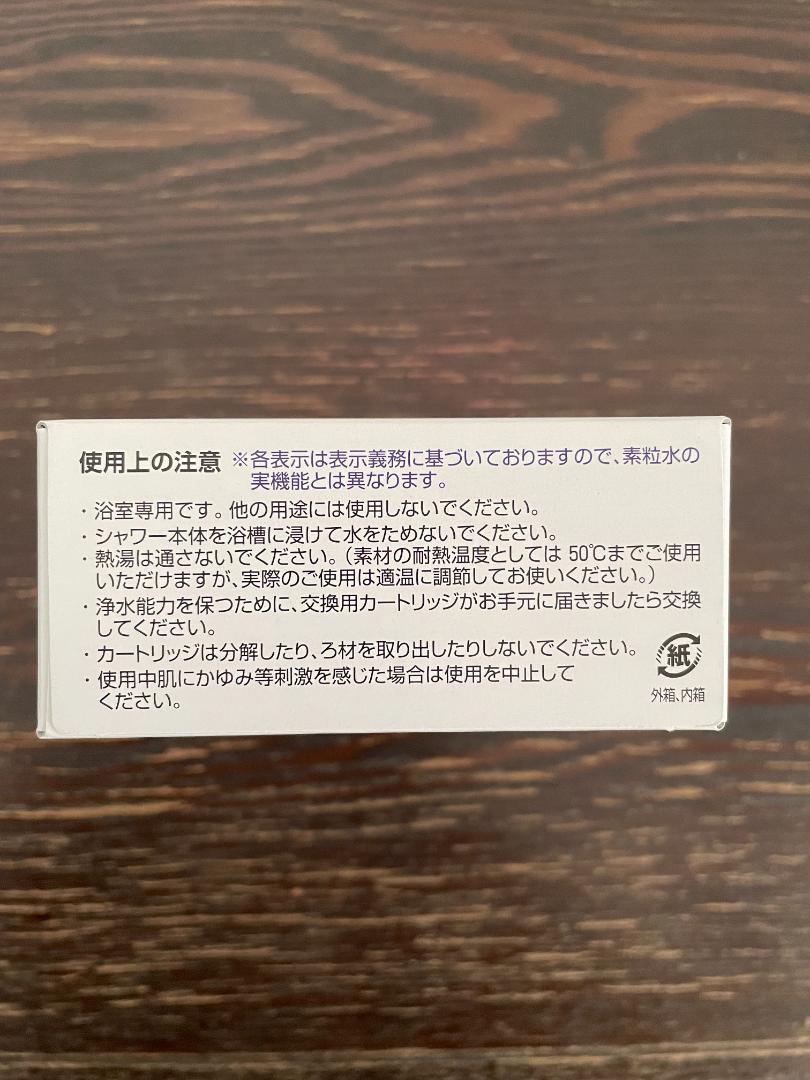 使用上の注意 ※各表示は表示義務に基づいておりますので、素粒水の
実機能とは異なります。
・浴室専用です。他の用途には使用しないでください。
・シャワー本体を浴槽に浸けて水をためないでください。
・熱湯は通さないでください。（素材の耐熱温度としては 50℃までご使用
いただけますが、実際のご使用は適温に調節してお使いください。）
・浄水能力を保つために、交換用カートリッジがお手元に届きましたら交換
してください。
・カートリッジは分解したり、ろ材を取り出したりしないでください。
・使用中肌にかゆみ等刺激を感じた場合は使用を中止して
ください。
紙
外箱、内箱